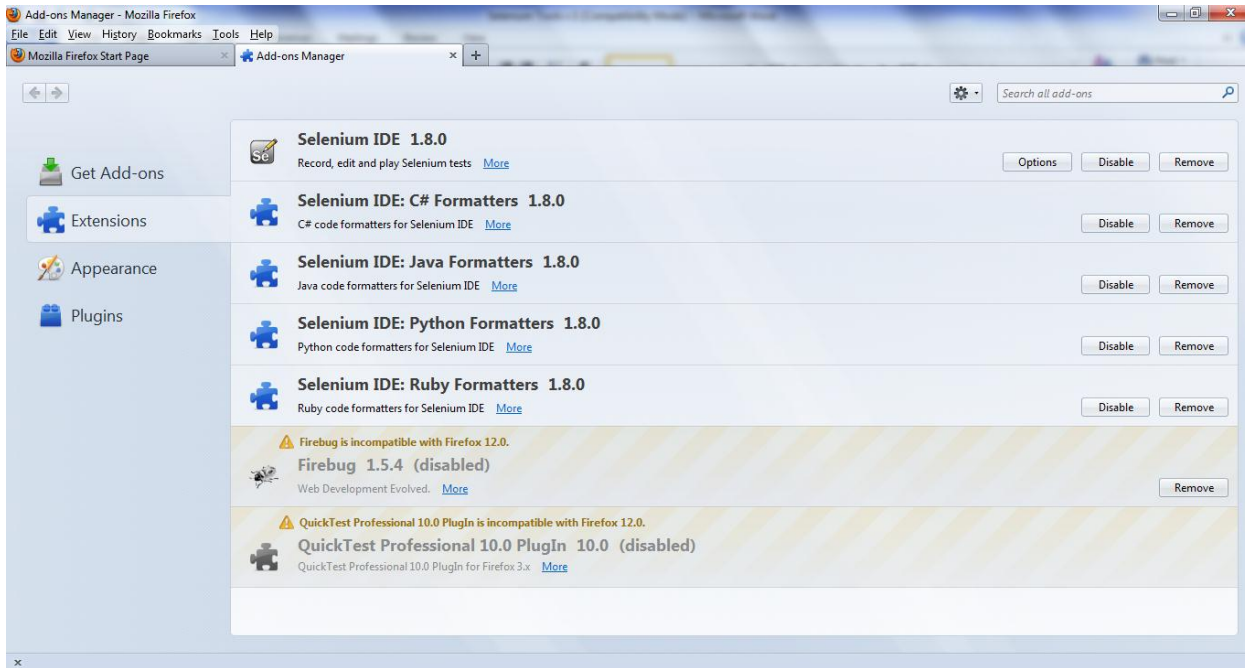 Add-ons Manager - Mozilla Firefox
File Edit View History Bookmarks Tools Help
Mozilla Firefox Start Page
Add-ons Manager
Search all add-ons
Get Add-ons
Extensions
Appearance
Plugins
Selenium IDE 1.8.0
Record, edit and play Selenium tests More
Options Disable Remove
Selenium IDE: C# Formatters 1.8.0
C# code formatters for Selenium IDE More
Disable Remove
Selenium IDE: Java Formatters 1.8.0
Java code formatters for Selenium IDE More
Disable Remove
Selenium IDE: Python Formatters 1.8.0
Python code formatters for Selenium IDE More
Disable Remove
Selenium IDE: Ruby Formatters 1.8.0
Ruby code formatters for Selenium IDE More
Disable Remove
Firebug is incompatible with Firefox 12.0.
Firebug 1.5.4 (disabled)
Web Development Evolved. More
Remove
QuickTest Professional 10.0 PlugIn is incompatible with Firefox 12.0.
QuickTest Professional 10.0 PlugIn 10.0 (disabled)
QuickTest Professional 10.0 PlugIn for Firefox 3.x More